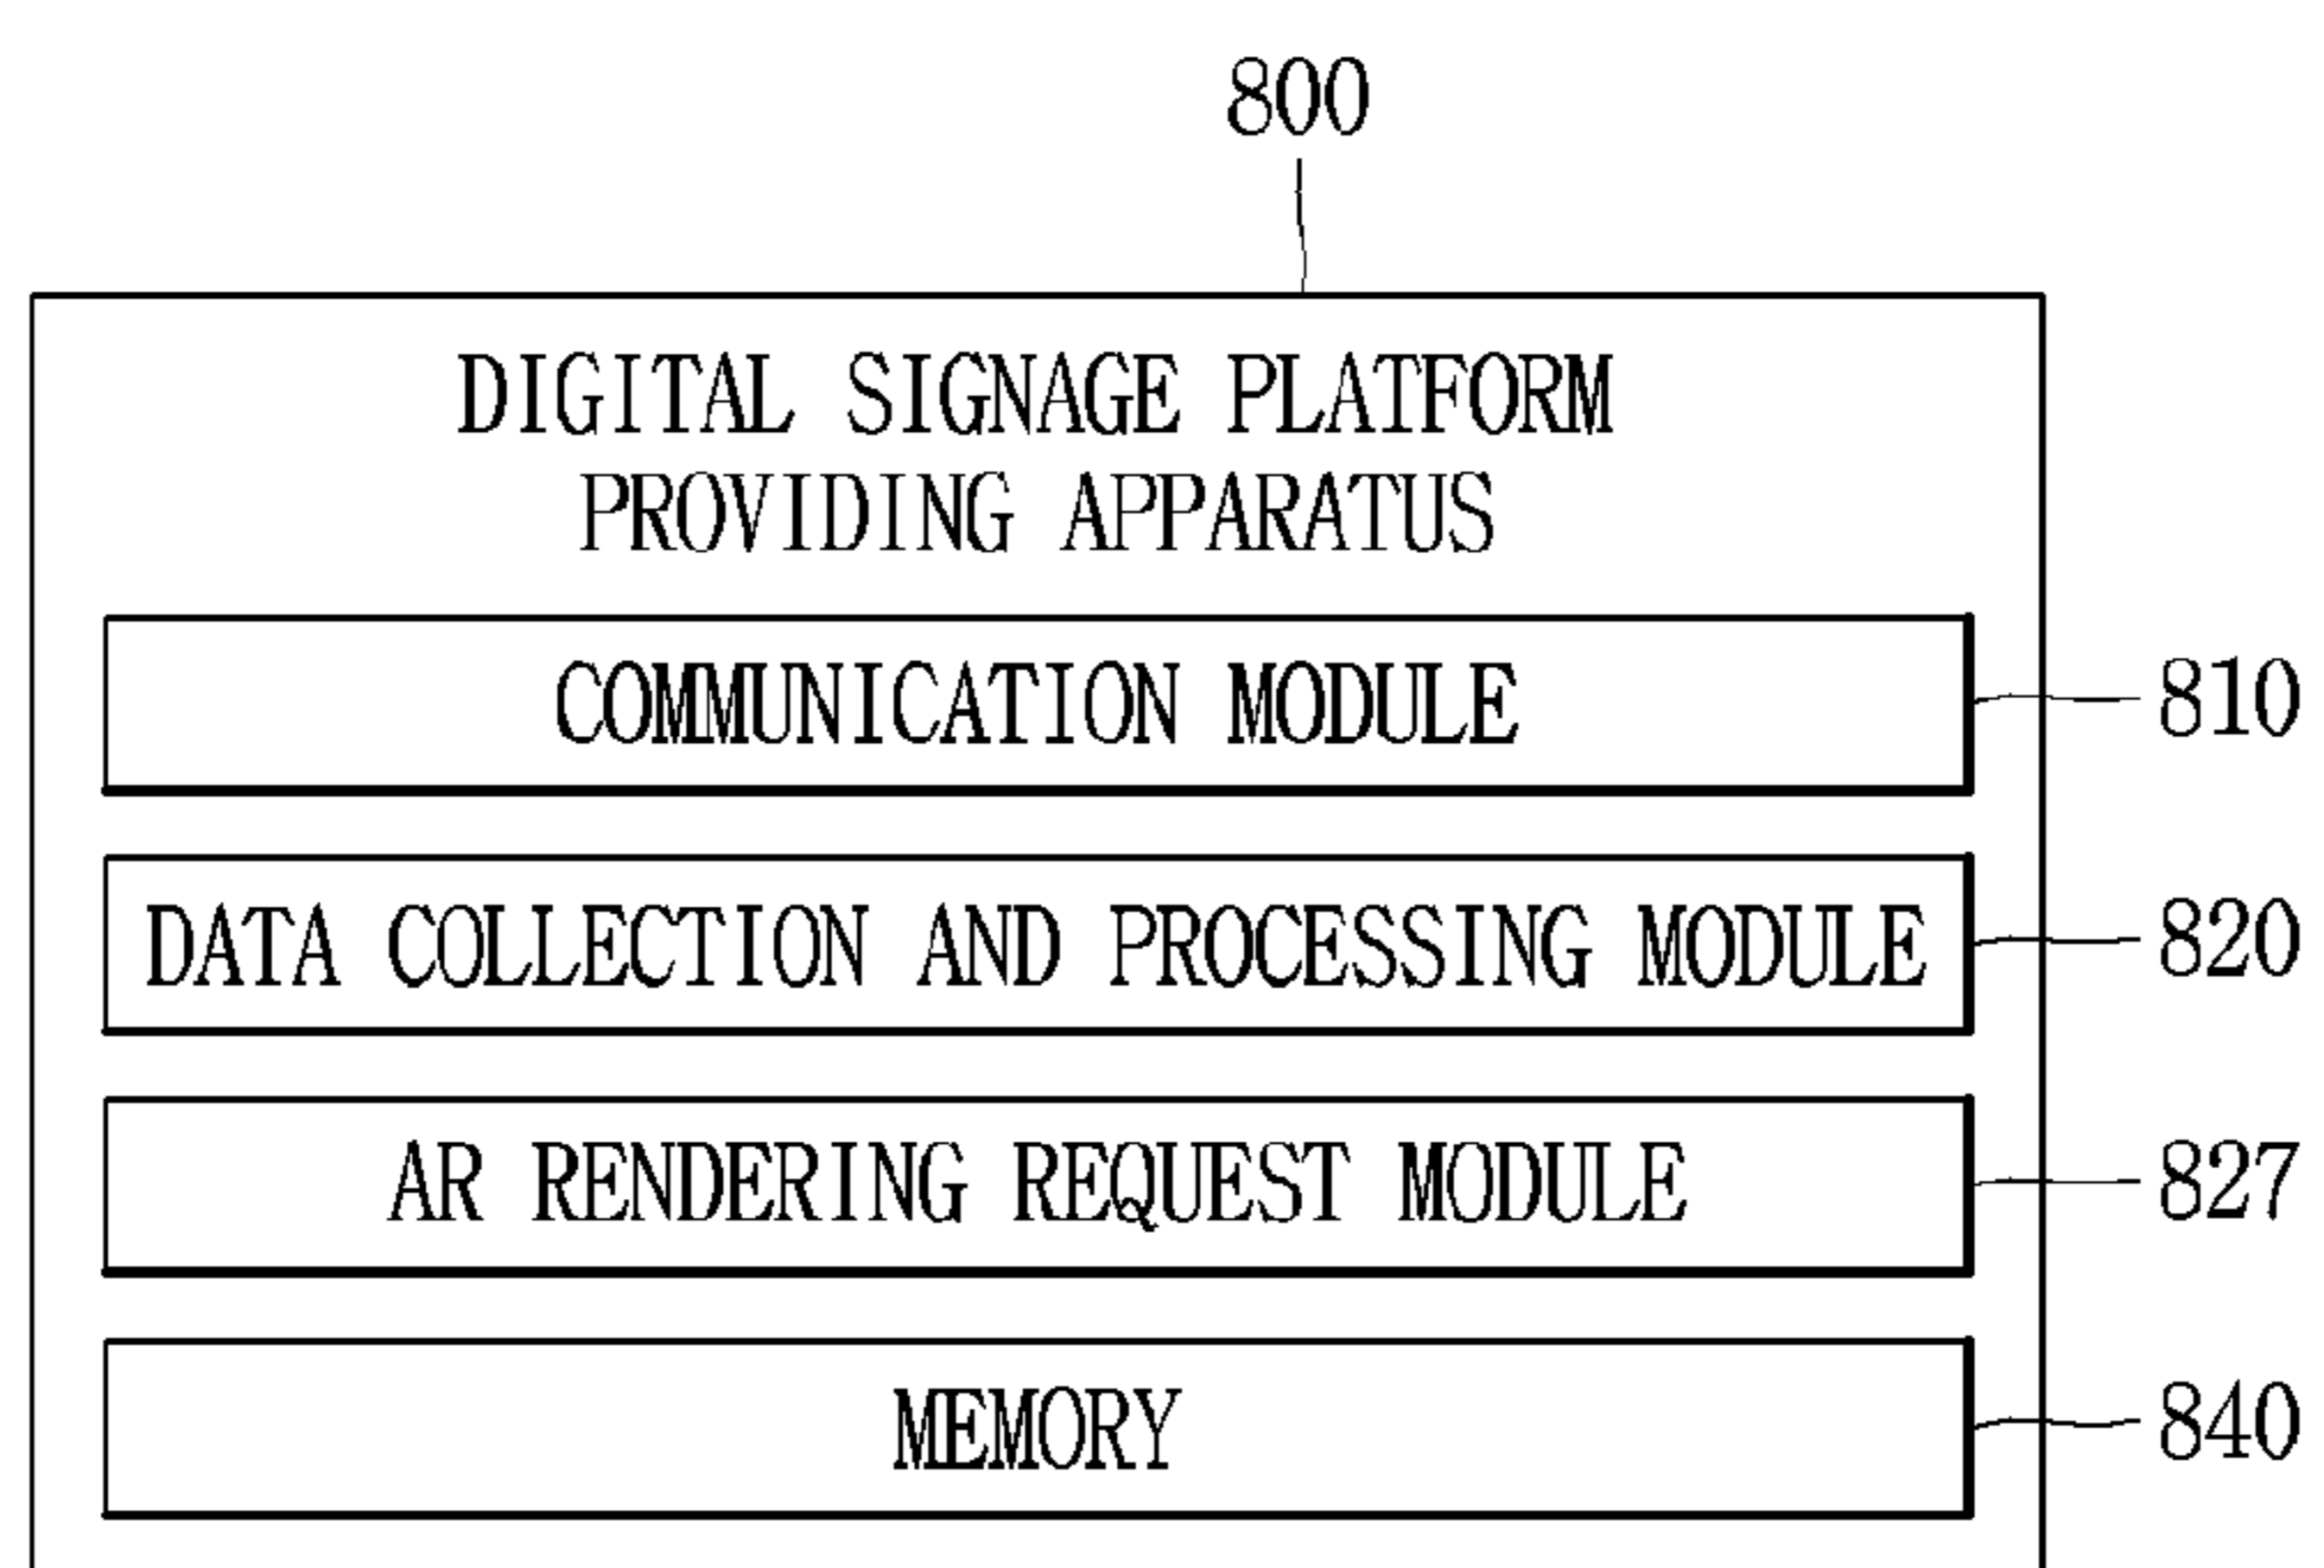 800
DIGITAL SIGNAGE PLATFORM
PROVIDING APPARATUS
COMMUNICATION MODULE
810
DATA COLLECTION AND PROCESSING MODULE
820
AR RENDERING REQUEST MODULE
827
MEMORY
840